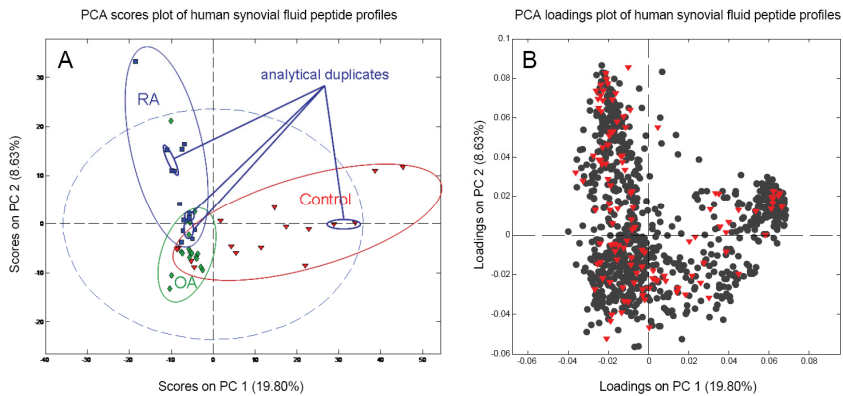 PCA scores plot of human synovial fluid peptide profiles
A
RA
analytical duplicates
Control
OA
Scores on PC 2 (8.63%)
30
20
10
0
-10
-20
-40
-30
-20
-10
0
10
20
30
40
50
Scores on PC 1 (19.80%)
PCA loadings plot of human synovial fluid peptide profiles
B
Loadings on PC 2 (8.63%)
0.1
0.08
0.06
0.04
0.02
0
-0.02
-0.04
-0.06
-0.06
-0.04
-0.02
0
0.02
0.04
0.06
0.08
Loadings on PC 1 (19.80%)